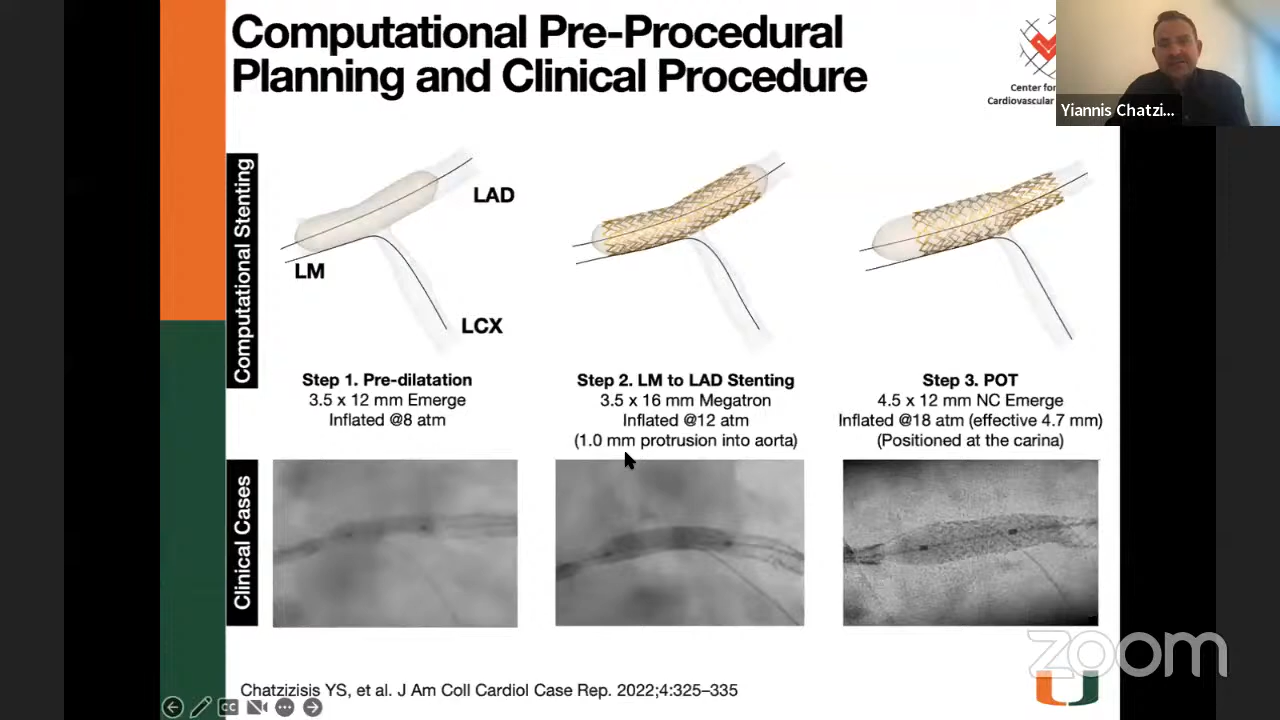 Computational Pre-Procedural
Planning and Clinical Procedure
Center for
Cardiovascular
Yiannis Chatzi...
Computational Stenting
LAD
LM
LCX
Step 1. Pre-dilatation
3.5 x 12 mm Emerge
Inflated @8 atm
Step 2. LM to LAD Stenting
3.5 x 16 mm Megatron
Inflated @12 atm
(1.0 mm protrusion into aorta)
Step 3. POT
4.5 x 12 mm NC Emerge
Inflated @18 atm (effective 4.7 mm)
(Positioned at the carina)
Clinical Cases
Chatzizisis YS, et al. J Am Coll Cardiol Case Rep. 2022;4:325–335
CC
zoom
U